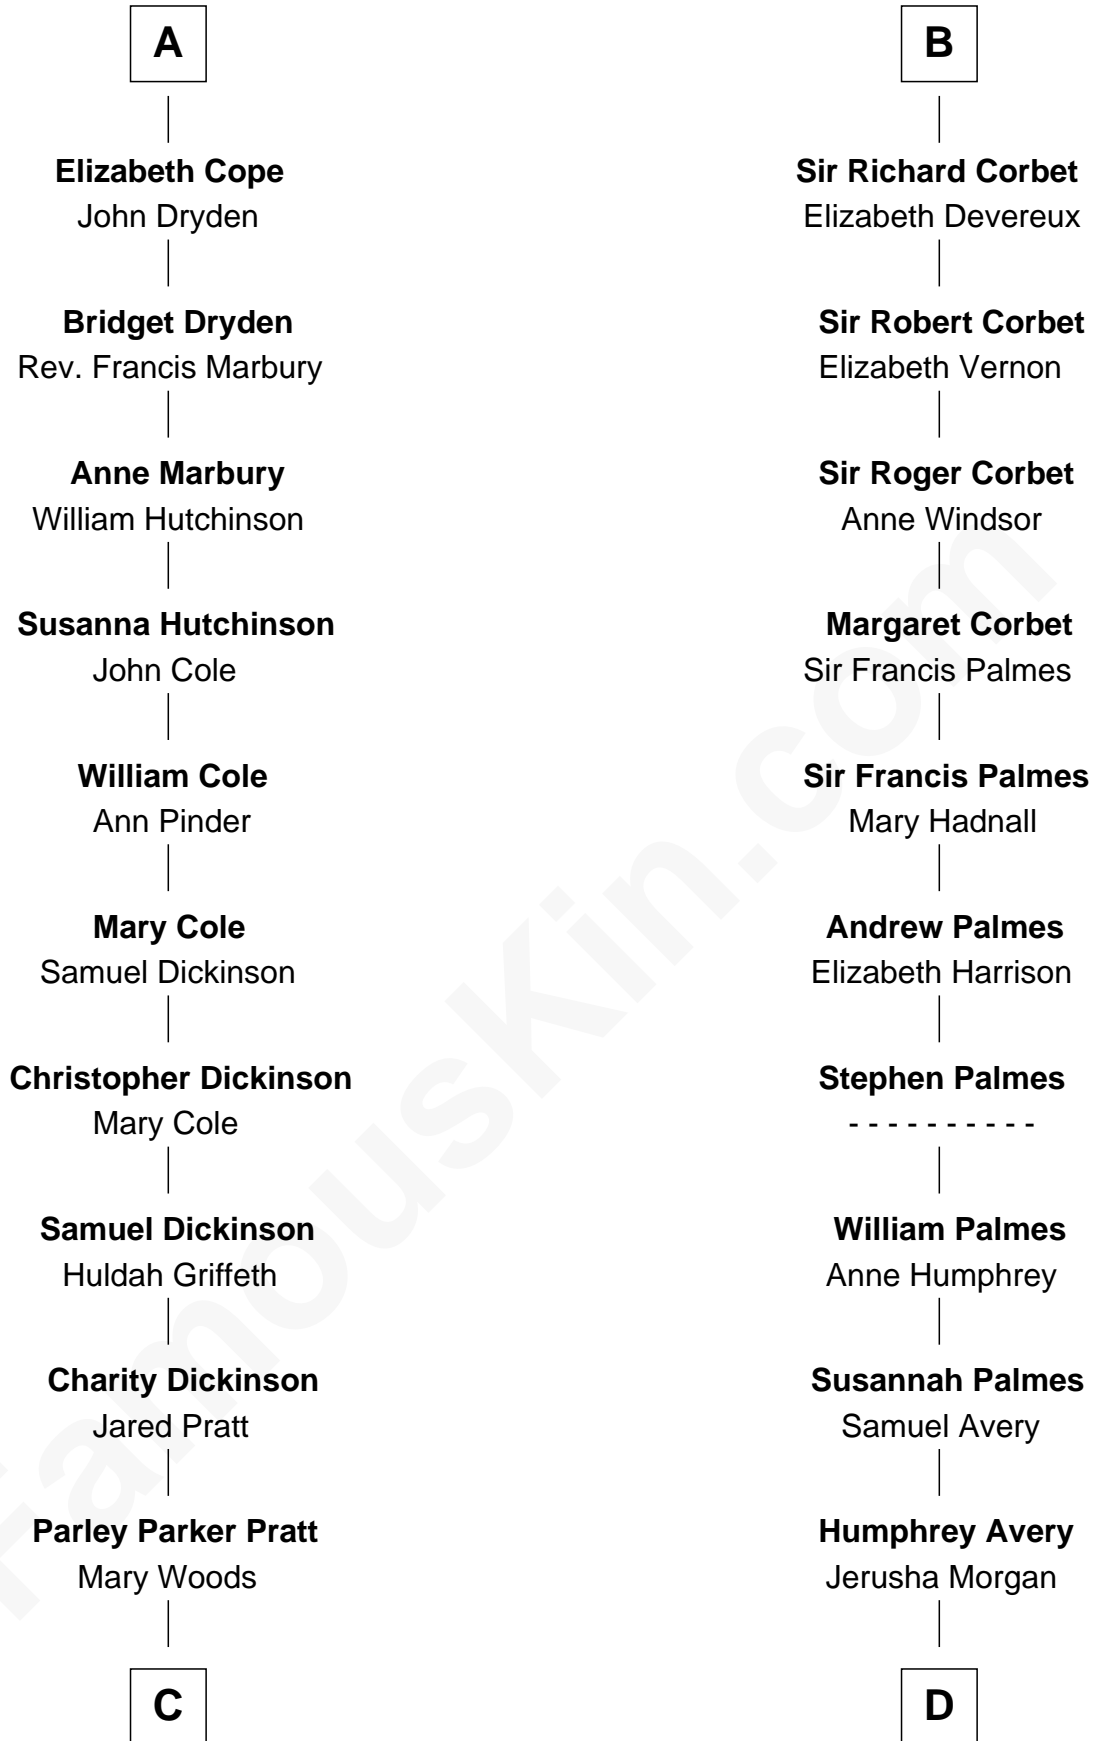 A
Elizabeth Cope
John Dryden
Bridget Dryden
Rev. Francis Marbury
Anne Marbury
William Hutchinson
Susanna Hutchinson
John Cole
William Cole
Ann Pinder
Mary Cole
Samuel Dickinson
Christopher Dickinson
Mary Cole
Samuel Dickinson
Huldah Griffeth
Charity Dickinson
Jared Pratt
Parley Parker Pratt
Mary Woods
C
B
Sir Richard Corbet
Elizabeth Devereux
Sir Robert Corbet
Elizabeth Vernon
Sir Roger Corbet
Anne Windsor
Margaret Corbet
Sir Francis Palmes
Sir Francis Palmes
Mary Hadnall
Andrew Palmes
Elizabeth Harrison
Stephen Palmes
- - - - - - - - - -
William Palmes
Anne Humphrey
Susannah Palmes
Samuel Avery
Humphrey Avery
Jerusha Morgan
D
FamousKin.com